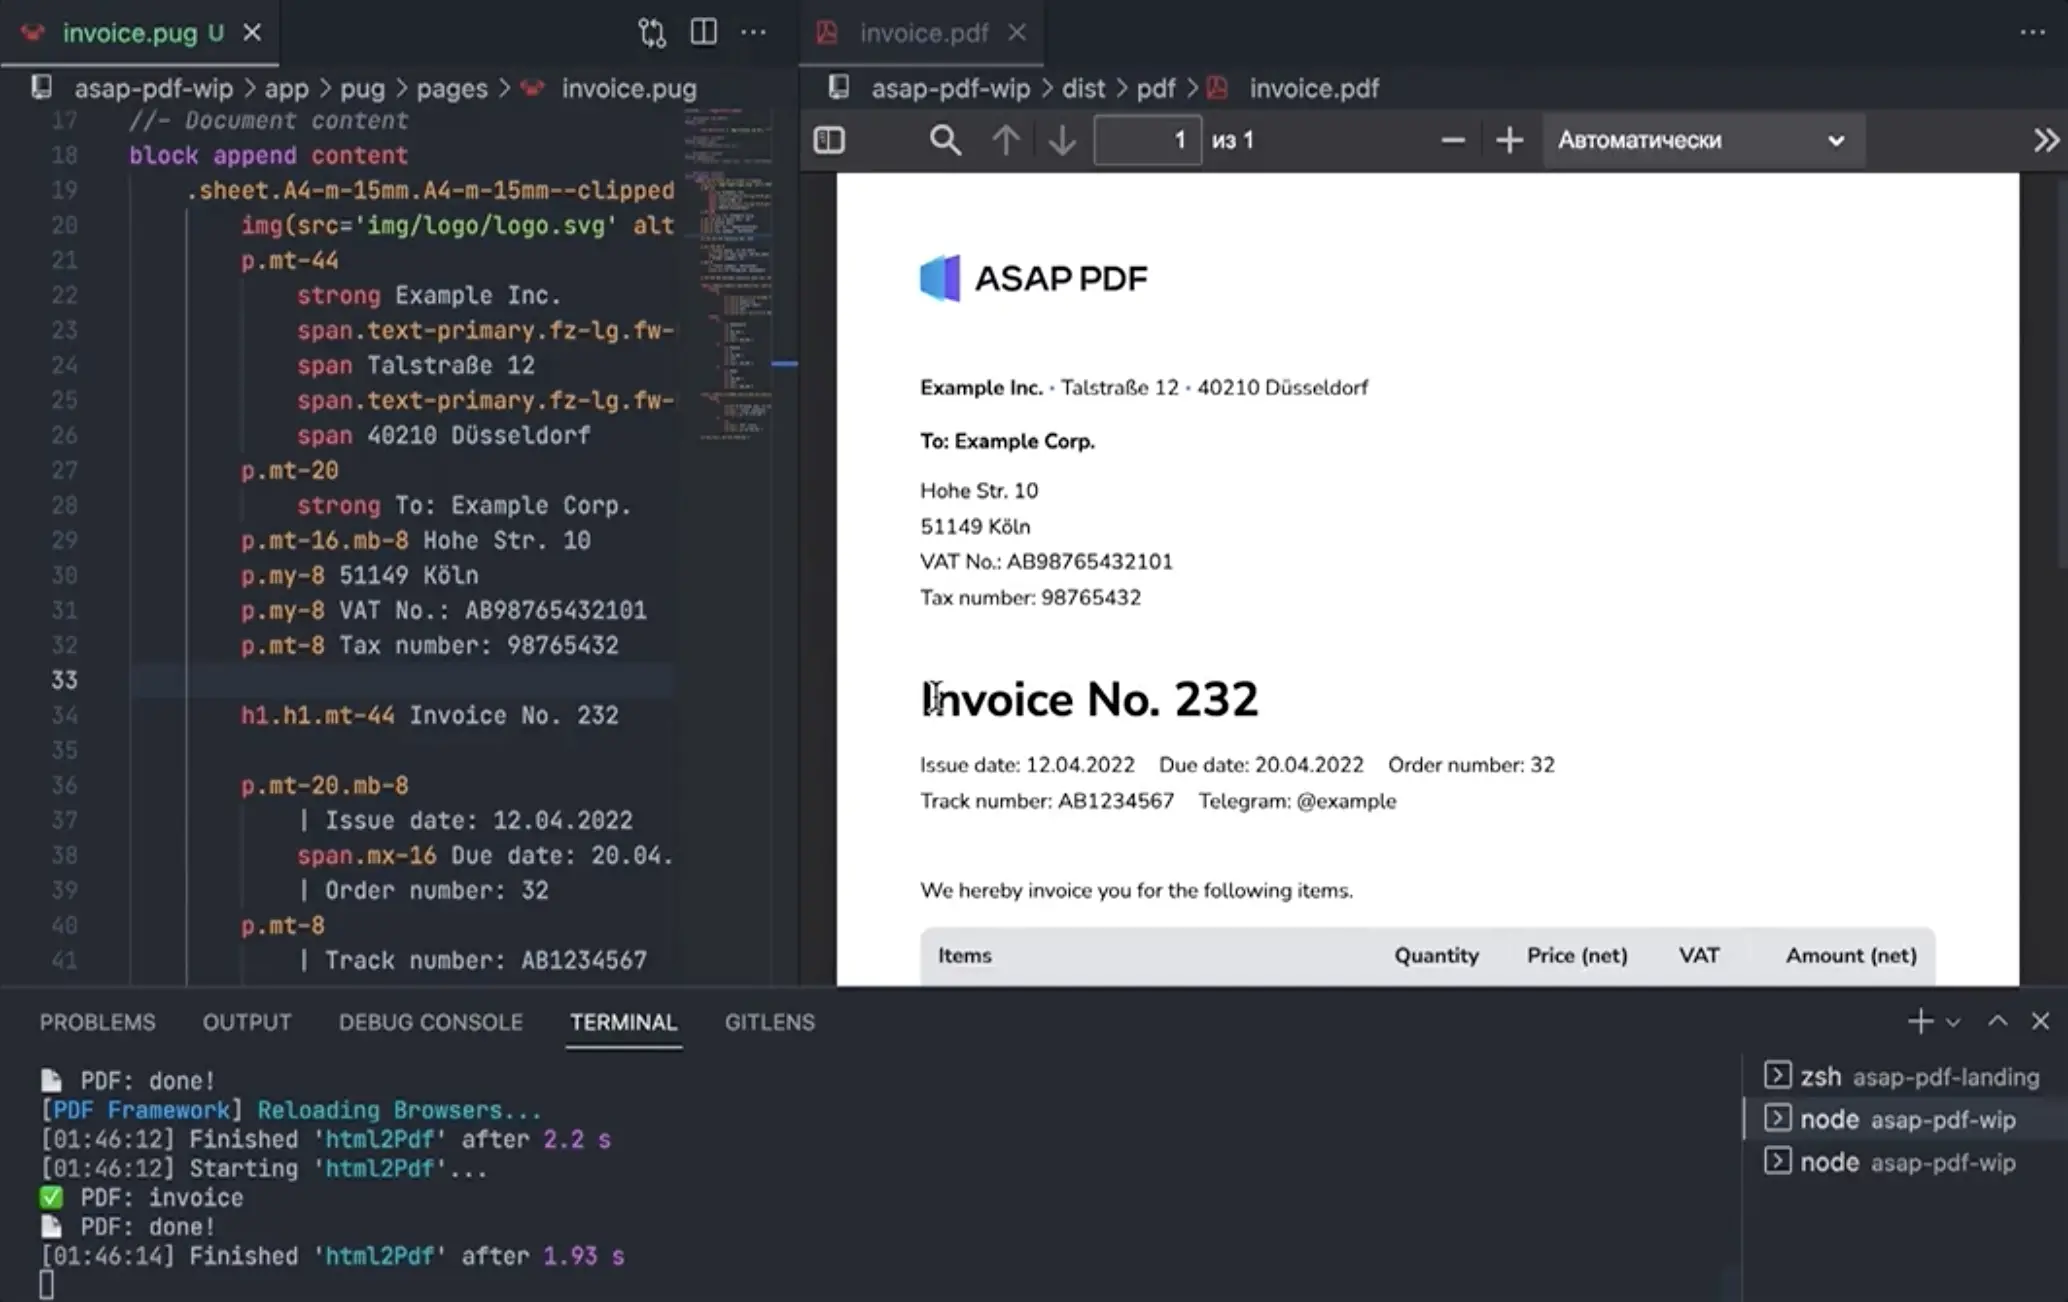 invoice.pug U
asap-pdf-wip > app > pug > pages > invoice.pug
17 //- Document content
18 block append content
19 .sheet.A4-m-15mm.A4-m-15mm--clipped
20 img(src='img/logo/logo.svg' alt
21 p.mt-44
22 strong Example Inc.
23 span.text-primary.fz-lg.fw-
24 span Talstraße 12
25 span.text-primary.fz-lg.fw-
26 span 40210 Düsseldorf
27 p.mt-20
28 strong To: Example Corp.
29 p.mt-16.mb-8 Hohe Str. 10
30 p.my-8 51149 Köln
31 p.my-8 VAT No.: AB98765432101
32 p.mt-8 Tax number: 98765432
33
34 h1.h1.mt-44 Invoice No. 232
35
36 p.mt-20.mb-8
37 | Issue date: 12.04.2022
38 span.mx-16 Due date: 20.04.
39 | Order number: 32
40 p.mt-8
41 | Track number: AB1234567
invoice.pdf
asap-pdf-wip > dist > pdf > invoice.pdf
1 из 1 Автоматически
ASAP PDF
Example Inc. · Talstraße 12 · 40210 Düsseldorf
To: Example Corp.
Hohe Str. 10
51149 Köln
VAT No.: AB98765432101
Tax number: 98765432
Invoice No. 232
Issue date: 12.04.2022 Due date: 20.04.2022 Order number: 32
Track number: AB1234567 Telegram: @example
We hereby invoice you for the following items.
Items Quantity Price (net) VAT Amount (net)
PROBLEMS OUTPUT DEBUG CONSOLE TERMINAL GITLENS
PDF: done!
[PDF Framework] Reloading Browsers...
[01:46:12] Finished 'html2Pdf' after 2.2 s
[01:46:12] Starting 'html2Pdf'...
✅ PDF: invoice
PDF: done!
[01:46:14] Finished 'html2Pdf' after 1.93 s
zsh asap-pdf-landing
node asap-pdf-wip
node asap-pdf-wip